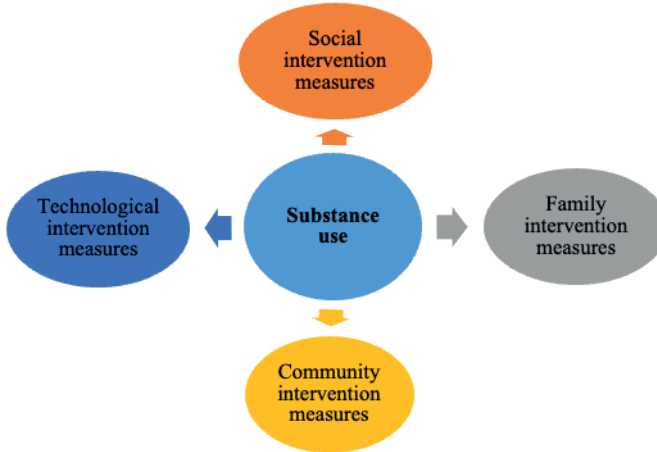 Social
intervention
measures
Technological
intervention
measures
Substance
use
Family
intervention
measures
Community
intervention
measures